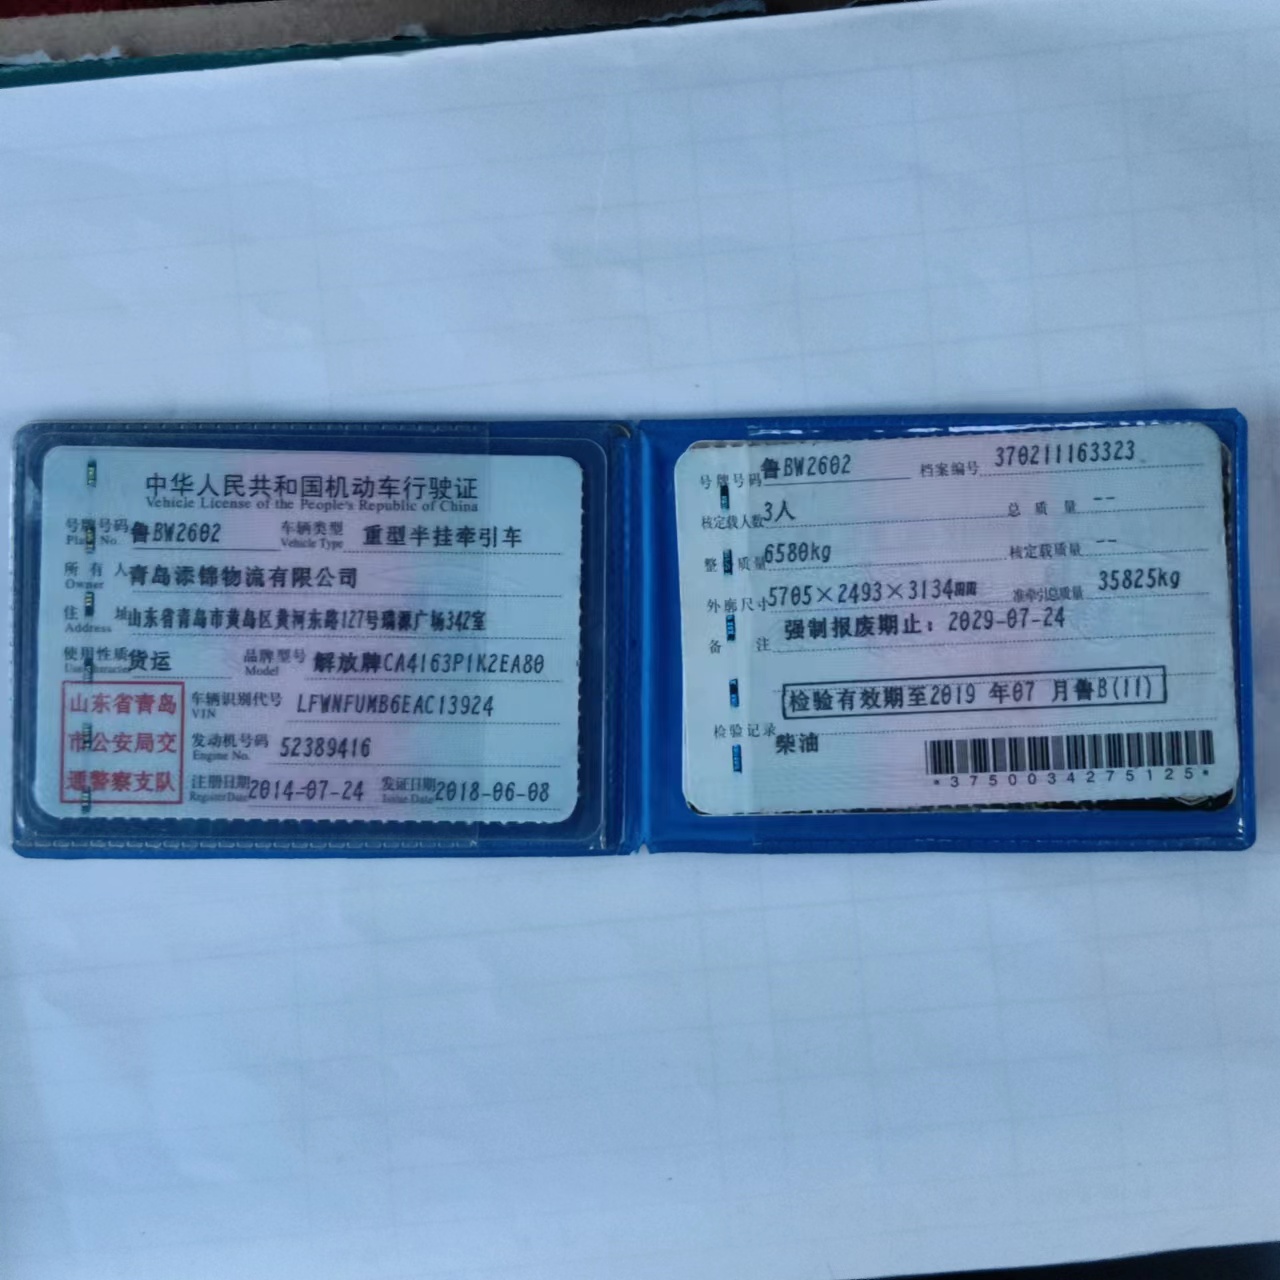 中华人民共和国机动车行驶证
Vehicle License of the People's Republic of China
号牌号码 鲁BW2602 车辆类型 重型半挂牵引车
Plate No. Vehicle Type
所有人 青岛添锦物流有限公司
Owner
住址 山东省青岛市黄岛区黄河东路127号瑞源广场342室
Address
使用性质 货运 品牌型号 解放牌CA4163P1K2EA80
Use Character Model
山东省青岛
市公安局交
通警察支队
车辆识别代号 LFWNFUMB6EAC13924
VIN
发动机号码 52389416
Engine No.
注册日期 2014-07-24 发证日期 2018-06-08
Register Date Issue Date
号牌号码 鲁BW2602 档案编号 370211163323
核定载人数 3人 总质量 --
整备质量 6580kg 核定载质量 --
外廓尺寸 5705×2493×3134 准牵引总质量 35825kg
备注 强制报废期止：2029-07-24
检验有效期至2019 年07 月鲁B(11)
检验记录
柴油
*3750034275125*